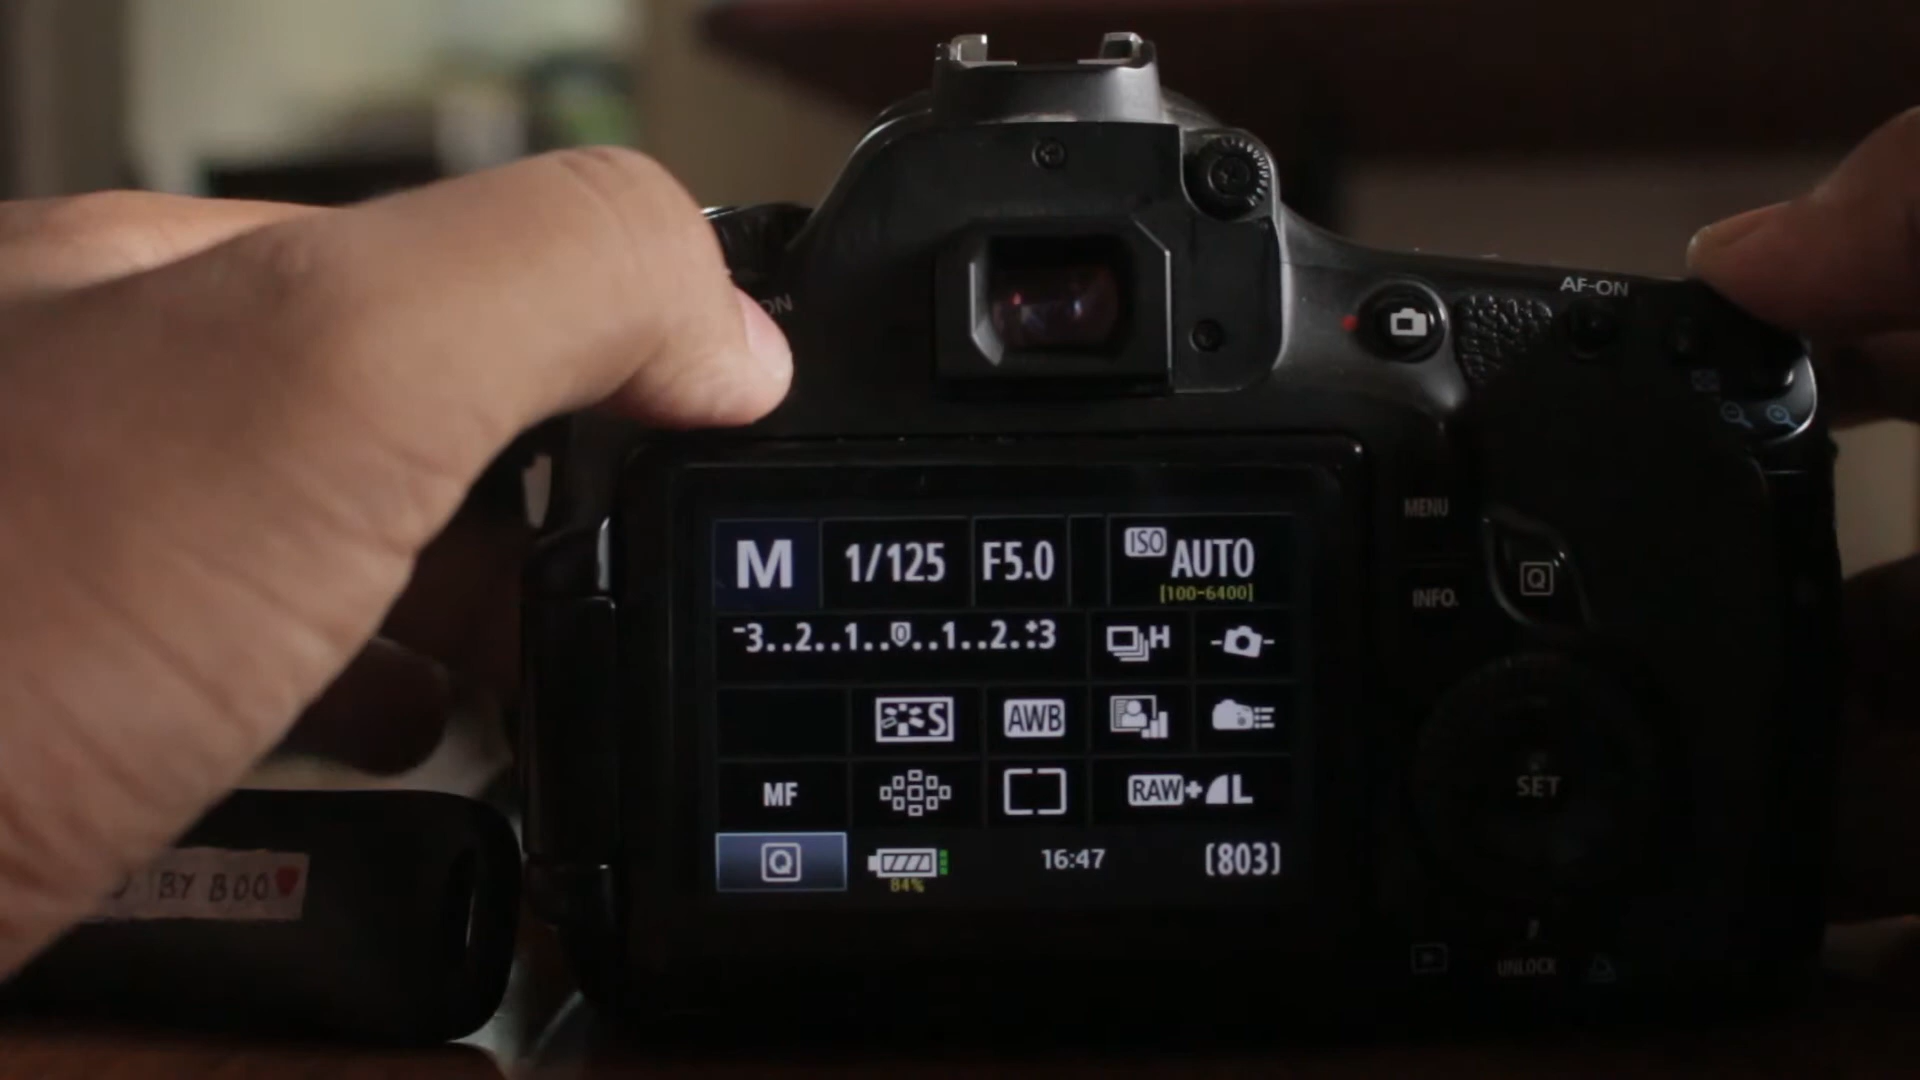 ON
AF-ON
MENU
INFO.
Q
M 1/125 F5.0 ISO AUTO
[100-6400]
-3..2..1..0..1..2.:+3 H
S AWB
MF RAW+L
Q 84% 16:47 (803)
SET
UNLOCK
BY BOO